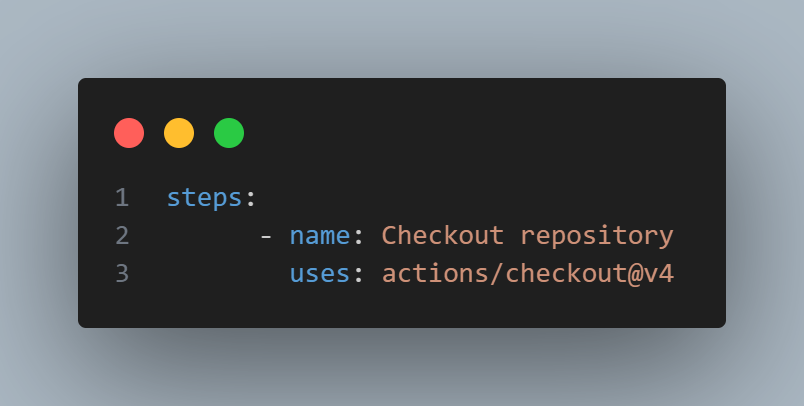 1 steps:
2       - name: Checkout repository
3         uses: actions/checkout@v4